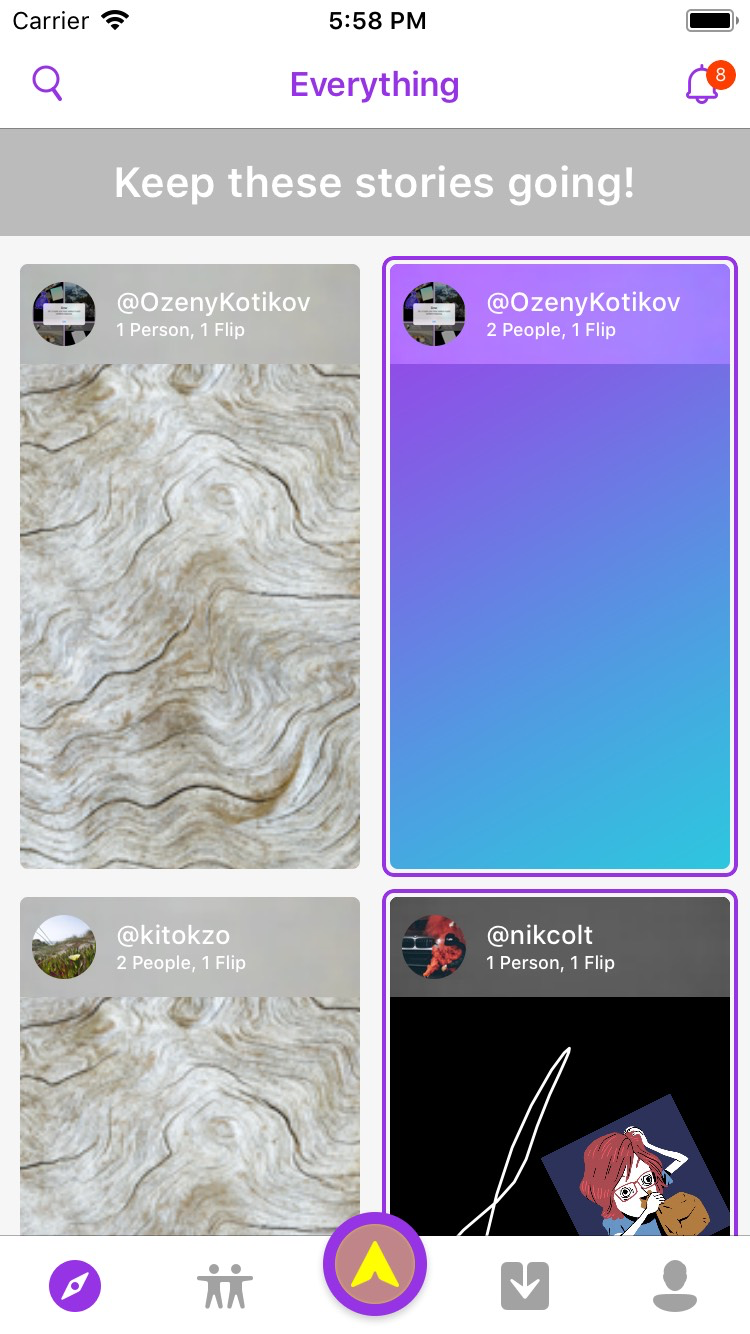 Carrier 5:58 PM
Everything
8
Keep these stories going!
@OzenyKotikov
1 Person, 1 Flip
@OzenyKotikov
2 People, 1 Flip
@kitokzo
2 People, 1 Flip
@nikcolt
1 Person, 1 Flip